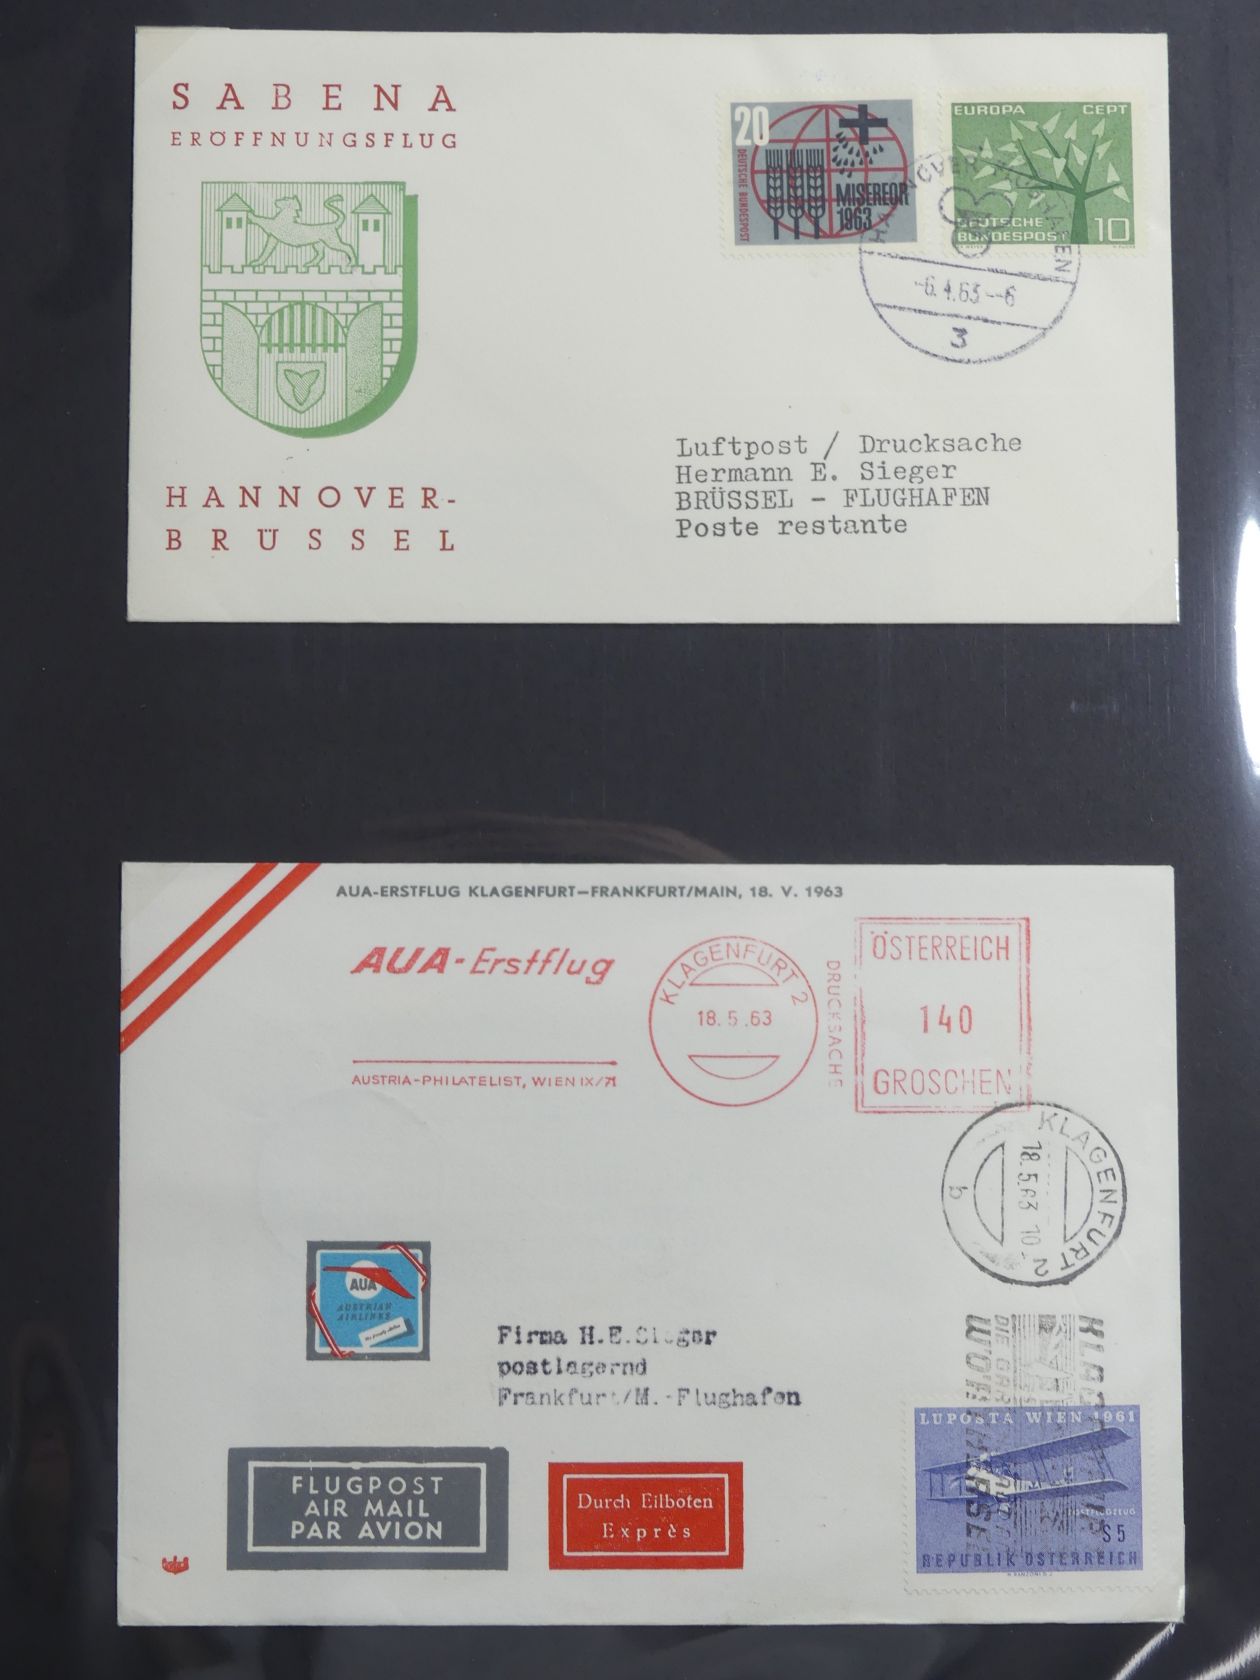 SABENA
ERÖFFNUNGSFLUG
HANNOVER-
BRÜSSEL
20
DEUTSCHE BUNDESPOST
MISEREOR
1963
EUROPA CEPT
DEUTSCHE
BUNDESPOST 10
HANNOVER FLUGHAFEN
-6.4.63--6
3
Luftpost / Drucksache
Hermann E. Sieger
BRÜSSEL - FLUGHAFEN
Poste restante
AUA-ERSTFLUG KLAGENFURT-FRANKFURT/MAIN, 18. V. 1963
AUA-Erstflug
AUSTRIA-PHILATELIST, WIEN IX/71
KLAGENFURT 2
18.5.63
DRUCKSACHE
ÖSTERREICH
140
GROSCHEN
KLAGENFURT 2
18.5.63 10
b
AUA
AUSTRIAN
AIRLINES
Firma H.E.Sieger
postlagernd
Frankfurt/M.-Flughafen
FLUGPOST
AIR MAIL
PAR AVION
Durch Eilboten
Exprès
LUPOSTA WIEN 1961
S5
REPUBLIK ÖSTERREICH